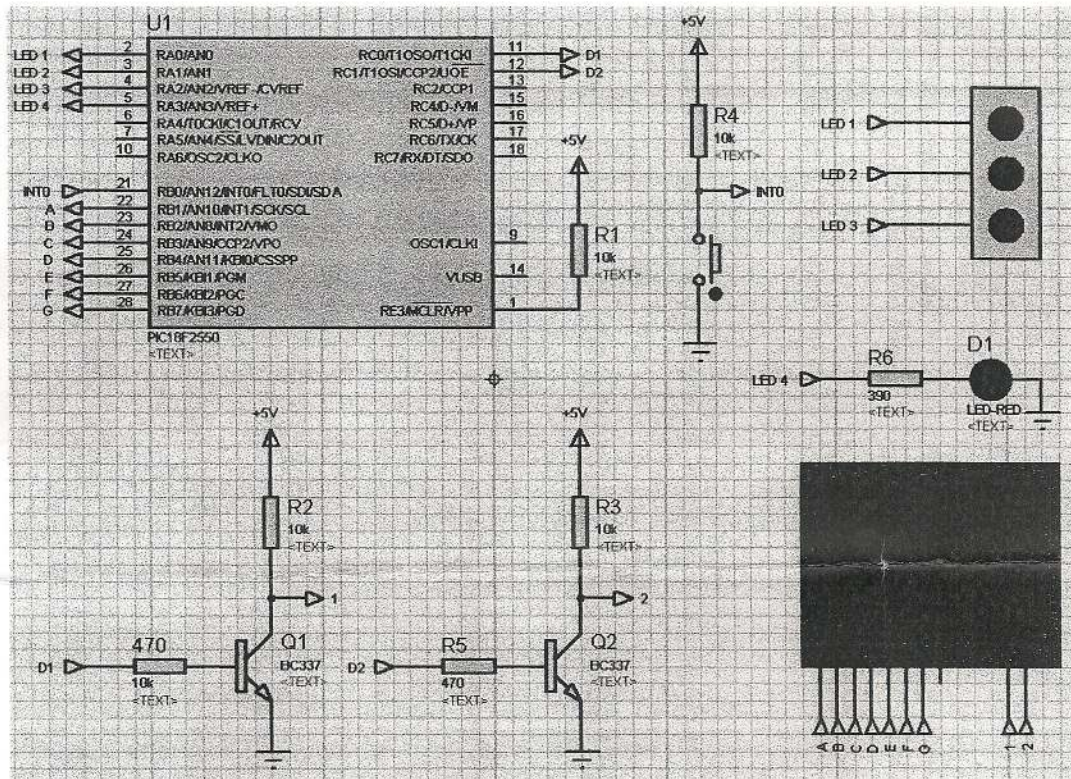 U1
LED 1
LED 2
LED 3
LED 4
2
3
4
5
6
7
10
RA0/AN0
RA1/AN1
RA2/AN2/VREF-/CVREF
RA3/AN3/VREF+
RA4/T0CKI/C1OUT/RCV
RA5/AN4/SS/LVDIN/C2OUT
RA6/OSC2/CLKO
INT0
A
B
C
D
E
F
G
21
22
23
24
25
26
27
28
RB0/AN12/INT0/FLT0/SDI/SDA
RB1/AN10/INT1/SCK/SCL
RB2/AN8/INT2/VMO
RB3/AN9/CCP2/VPO
RB4/AN11/KBI0/CSSPP
RB5/KBI1/PGM
RB6/KBI2/PGC
RB7/KBI3/PGD
RC0/T1OSO/T1CKI
RC1/T1OSI/CCP2/UOE
RC2/CCP1
RC4/D-/VM
RC5/D+/VP
RC6/TX/CK
RC7/RX/DT/SDO
OSC1/CLKI
VUSB
RE3/MCLR/VPP
11
12
13
15
16
17
18
9
14
1
D1
D2
PIC18F2550
<TEXT>
+5V
R1
10k
<TEXT>
+5V
R4
10k
<TEXT>
INT0
LED 1
LED 2
LED 3
LED 4
R6
390
<TEXT>
D1
LED-RED
<TEXT>
+5V
R2
10k
<TEXT>
1
D1
470
10k
<TEXT>
Q1
BC337
<TEXT>
+5V
R3
10k
<TEXT>
2
D2
R5
470
<TEXT>
Q2
BC337
<TEXT>
A
B
C
D
E
F
G
1
2